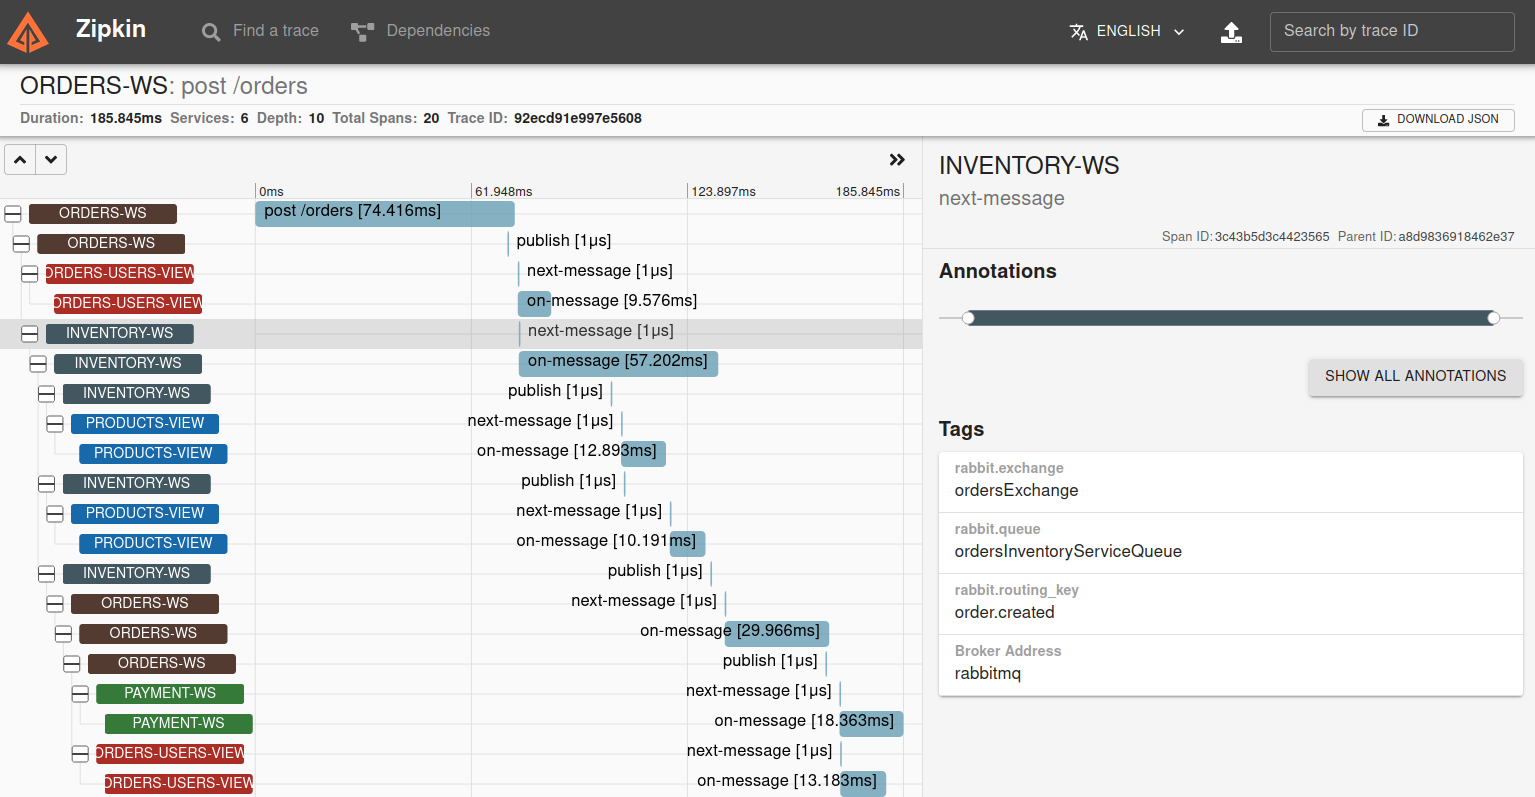 Zipkin
Find a trace
Dependencies
ENGLISH
Search by trace ID
ORDERS-WS: post /orders
Duration: 185.845ms Services: 6 Depth: 10 Total Spans: 20 Trace ID: 92ecd91e997e5608
DOWNLOAD JSON
0ms 61.948ms 123.897ms 185.845ms
ORDERS-WS post /orders [74.416ms]
ORDERS-WS publish [1µs]
ORDERS-USERS-VIEW next-message [1µs]
ORDERS-USERS-VIEW on-message [9.576ms]
INVENTORY-WS next-message [1µs]
INVENTORY-WS on-message [57.202ms]
INVENTORY-WS publish [1µs]
PRODUCTS-VIEW next-message [1µs]
PRODUCTS-VIEW on-message [12.893ms]
INVENTORY-WS publish [1µs]
PRODUCTS-VIEW next-message [1µs]
PRODUCTS-VIEW on-message [10.191ms]
INVENTORY-WS publish [1µs]
ORDERS-WS next-message [1µs]
ORDERS-WS on-message [29.966ms]
ORDERS-WS publish [1µs]
PAYMENT-WS next-message [1µs]
PAYMENT-WS on-message [18.363ms]
ORDERS-USERS-VIEW next-message [1µs]
ORDERS-USERS-VIEW on-message [13.183ms]
INVENTORY-WS
next-message
Span ID: 3c43b5d3c4423565 Parent ID: a8d9836918462e37
Annotations
SHOW ALL ANNOTATIONS
Tags
rabbit.exchange
ordersExchange
rabbit.queue
ordersInventoryServiceQueue
rabbit.routing_key
order.created
Broker Address
rabbitmq